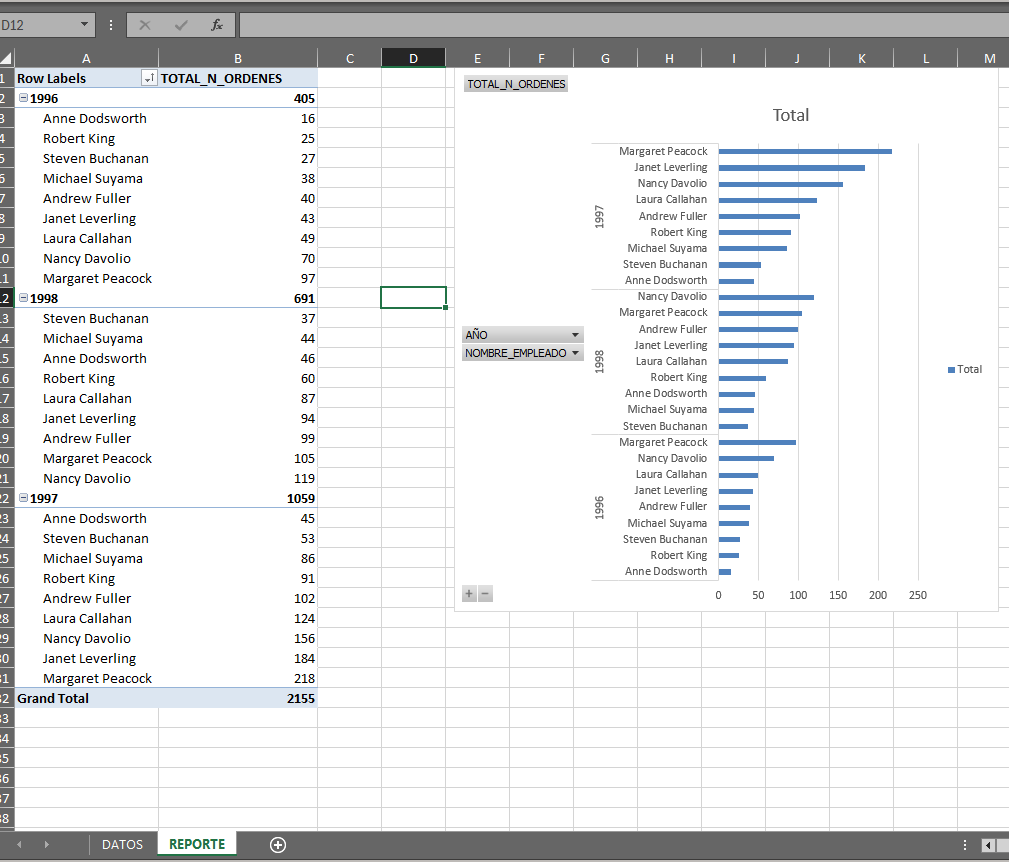 D12 fx
A B C D E F G H I J K L M
1 Row Labels TOTAL_N_ORDENES
2 1996 405
3 Anne Dodsworth 16
4 Robert King 25
5 Steven Buchanan 27
6 Michael Suyama 38
7 Andrew Fuller 40
8 Janet Leverling 43
9 Laura Callahan 49
0 Nancy Davolio 70
1 Margaret Peacock 97
2 1998 691
3 Steven Buchanan 37
4 Michael Suyama 44
5 Anne Dodsworth 46
6 Robert King 60
7 Laura Callahan 87
8 Janet Leverling 94
9 Andrew Fuller 99
20 Margaret Peacock 105
21 Nancy Davolio 119
22 1997 1059
23 Anne Dodsworth 45
24 Steven Buchanan 53
25 Michael Suyama 86
26 Robert King 91
27 Andrew Fuller 102
28 Laura Callahan 124
29 Nancy Davolio 156
30 Janet Leverling 184
31 Margaret Peacock 218
32 Grand Total 2155
33
34
35
36
37
38
TOTAL_N_ORDENES
Total
1997
Margaret Peacock
Janet Leverling
Nancy Davolio
Laura Callahan
Andrew Fuller
Robert King
Michael Suyama
Steven Buchanan
Anne Dodsworth
AÑO
NOMBRE_EMPLEADO
1998
Nancy Davolio
Margaret Peacock
Andrew Fuller
Janet Leverling
Laura Callahan
Robert King
Anne Dodsworth
Michael Suyama
Steven Buchanan
Total
1996
Margaret Peacock
Nancy Davolio
Laura Callahan
Janet Leverling
Andrew Fuller
Michael Suyama
Steven Buchanan
Robert King
Anne Dodsworth
0 50 100 150 200 250
DATOS REPORTE